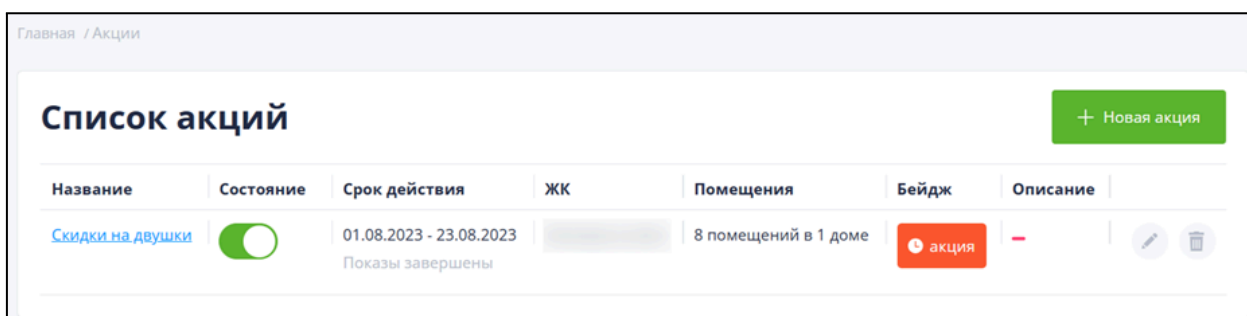 Главная / Акции
Список акций
+ Новая акция
Название Состояние Срок действия ЖК Помещения Бейдж Описание
Скидки на двушки 01.08.2023 - 23.08.2023 8 помещений в 1 доме акция –
Показы завершены